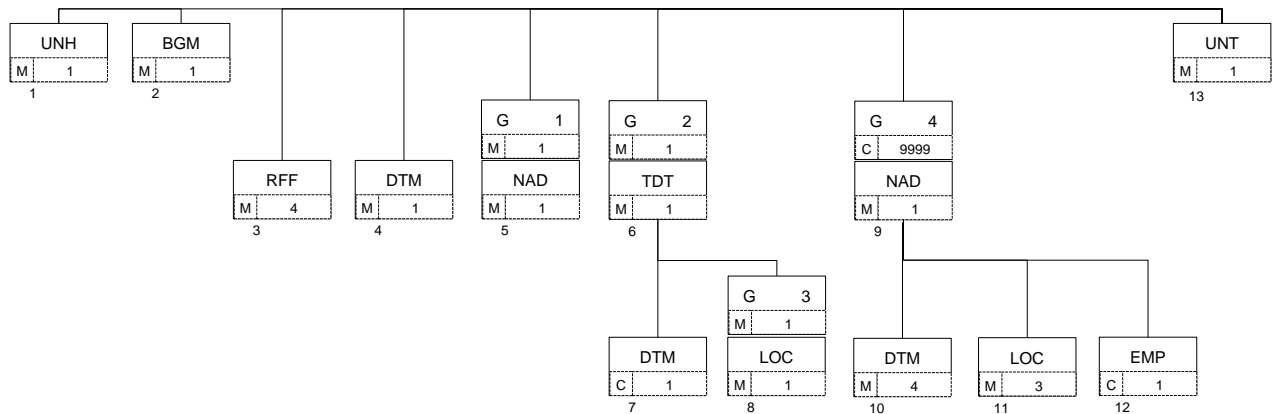 UNH
M 1
1
BGM
M 1
2
UNT
M 1
13
G 1
M 1
G 2
M 1
G 4
C 9999
RFF
M 4
3
DTM
M 1
4
NAD
M 1
5
TDT
M 1
6
NAD
M 1
9
G 3
M 1
DTM
C 1
7
LOC
M 1
8
DTM
M 4
10
LOC
M 3
11
EMP
C 1
12